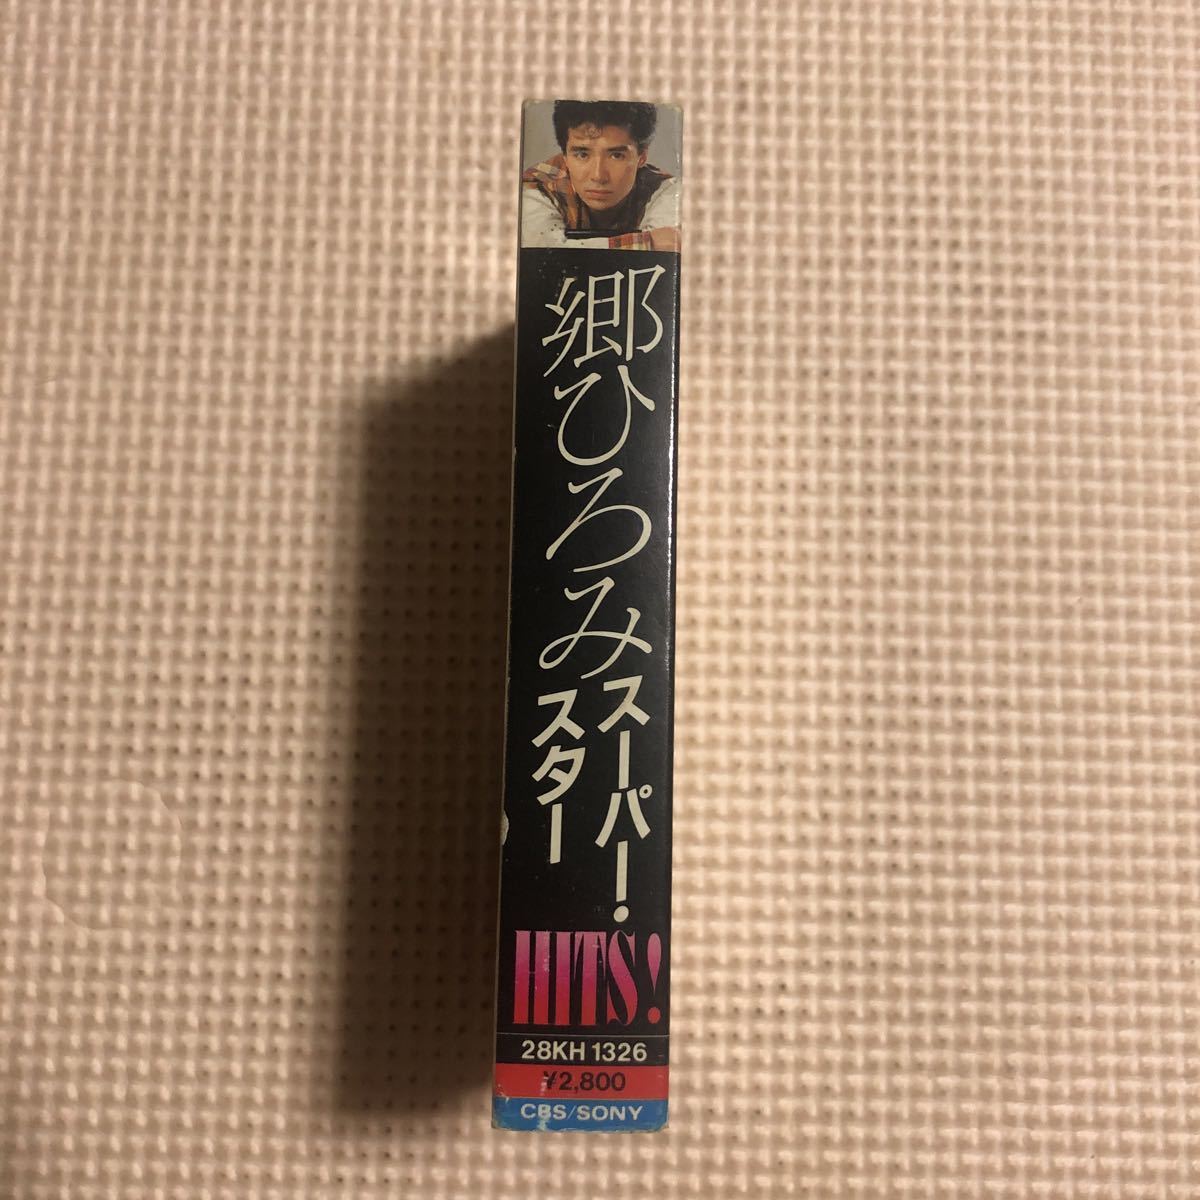 郷ひろみ
スーパー・
スター
HITS!
28KH 1326
¥2,800
CBS/SONY